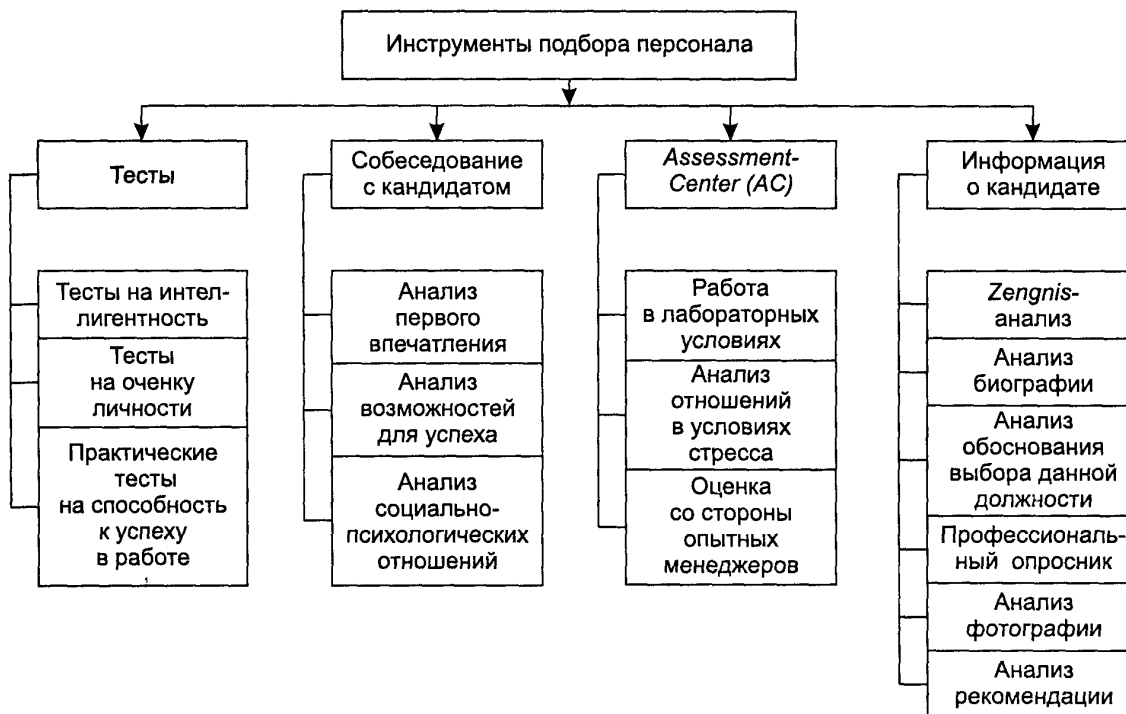 Инструменты подбора персонала
Тесты
Тесты на интел-
лигентность
Тесты
на оченку
личности
Практические
тесты
на способность
к успеху
в работе
Собеседование
с кандидатом
Анализ
первого
впечатления
Анализ
возможностей
для успеха
Анализ
социально-
психологических
отношений
Assessment-
Center (AC)
Работа
в лабораторных
условиях
Анализ
отношений
в условиях
стресса
Оценка
со стороны
опытных
менеджеров
Информация
о кандидате
Zengnis-
анализ
Анализ
биографии
Анализ
обоснования
выбора данной
должности
Профессиональ-
ный опросник
Анализ
фотографии
Анализ
рекомендации